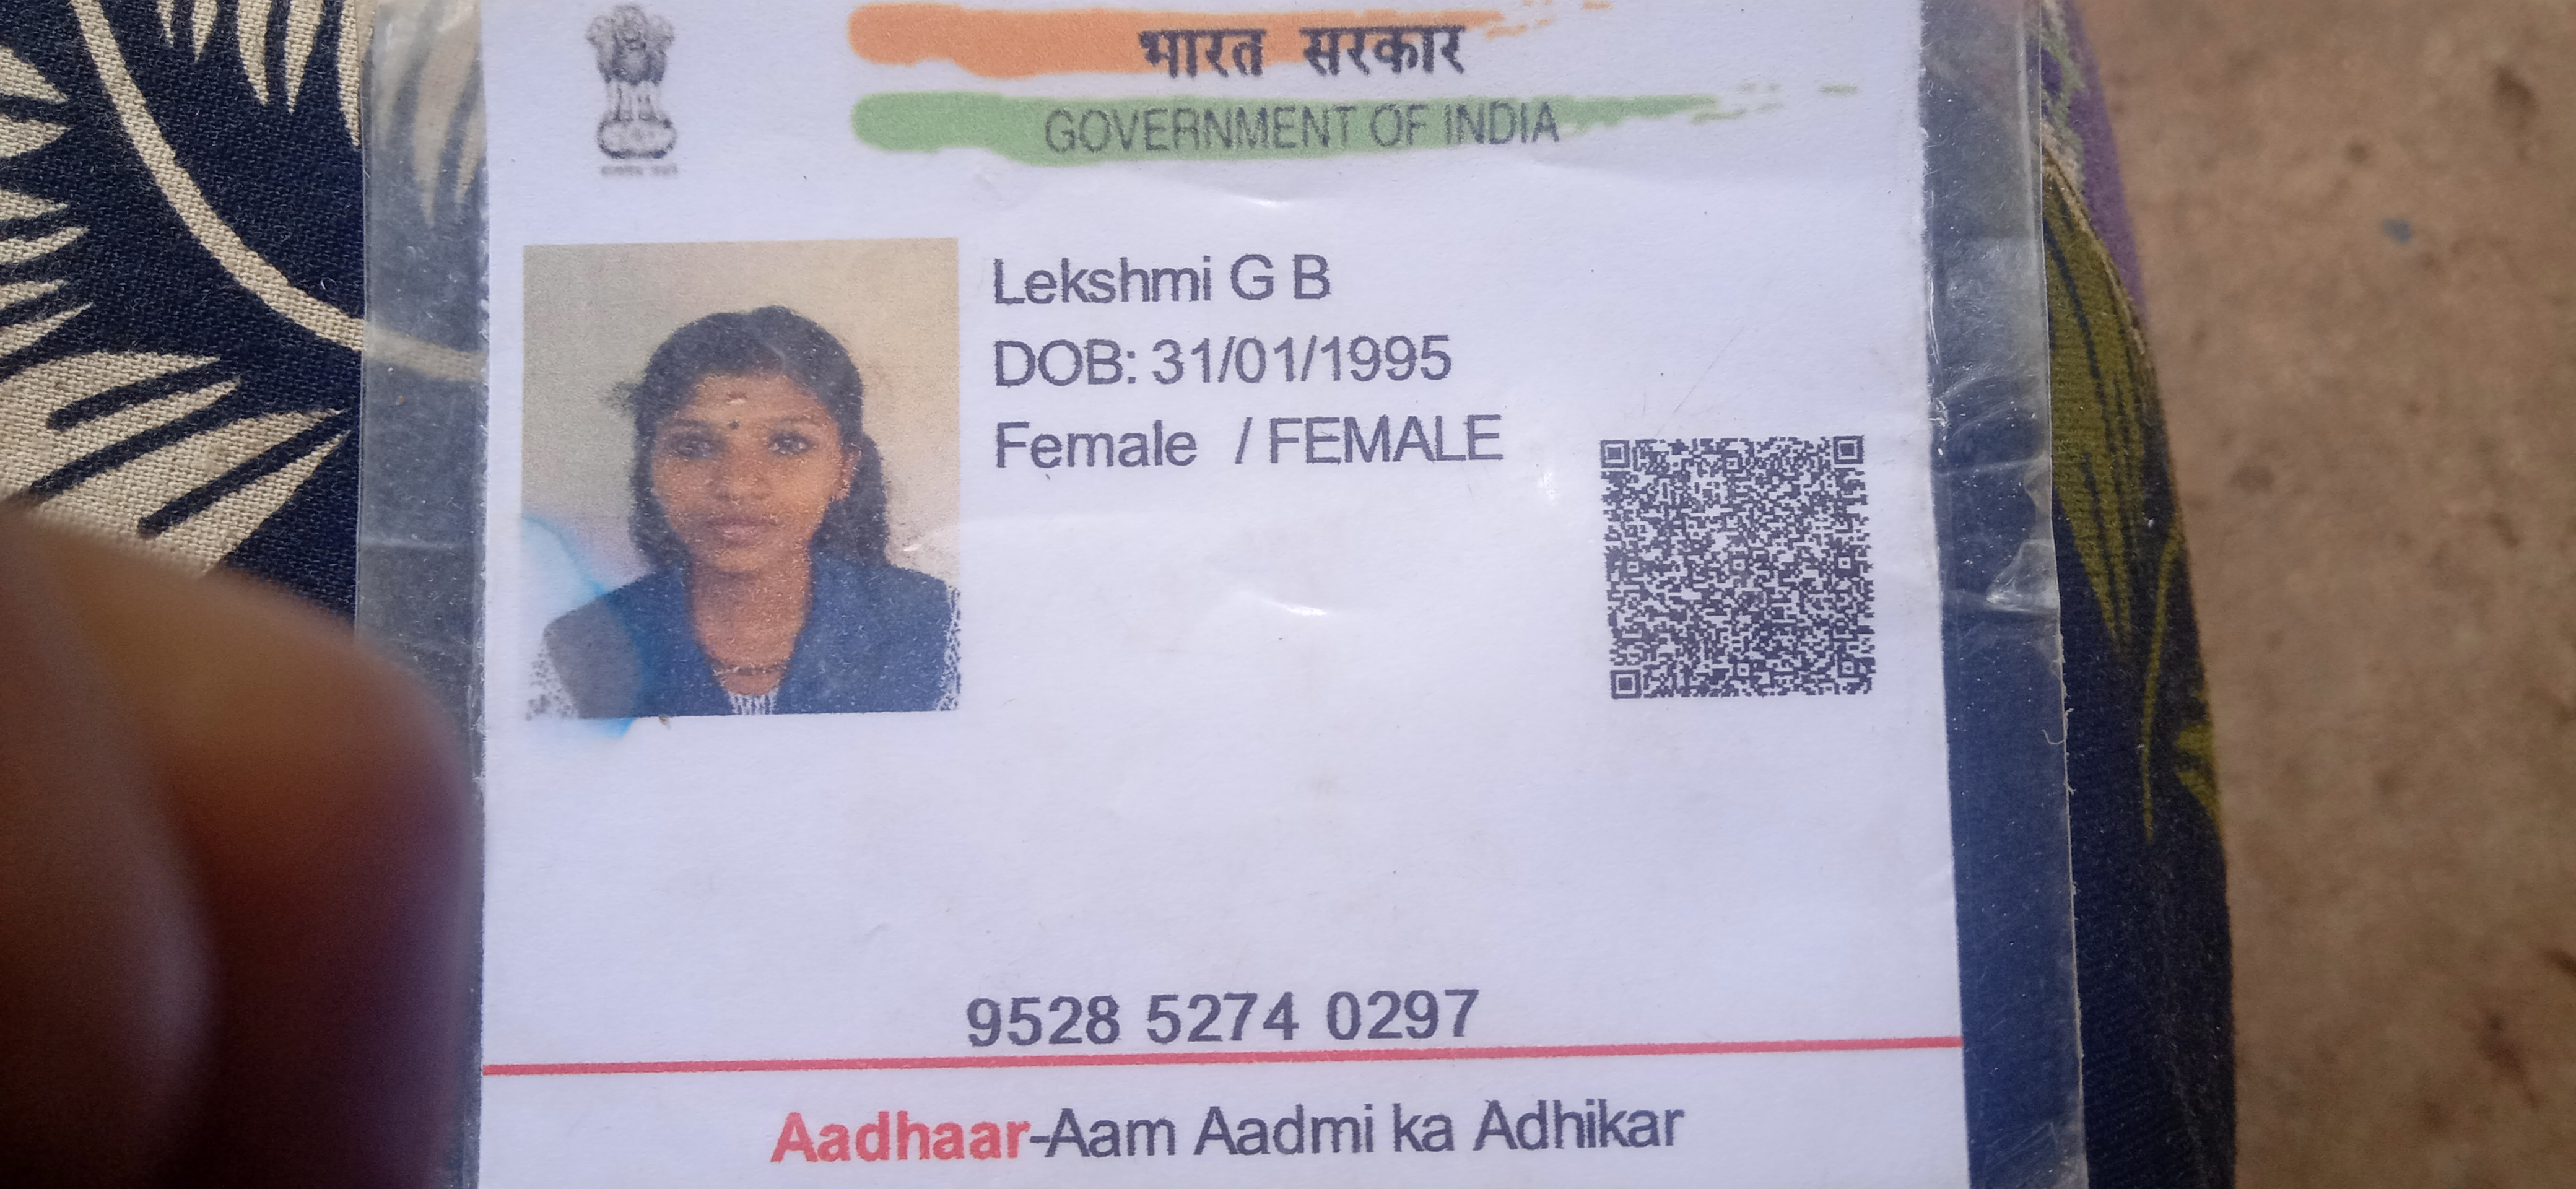 भारत सरकार
GOVERNMENT OF INDIA
Lekshmi G B
DOB: 31/01/1995
Female / FEMALE
9528 5274 0297
Aadhaar-Aam Aadmi ka Adhikar